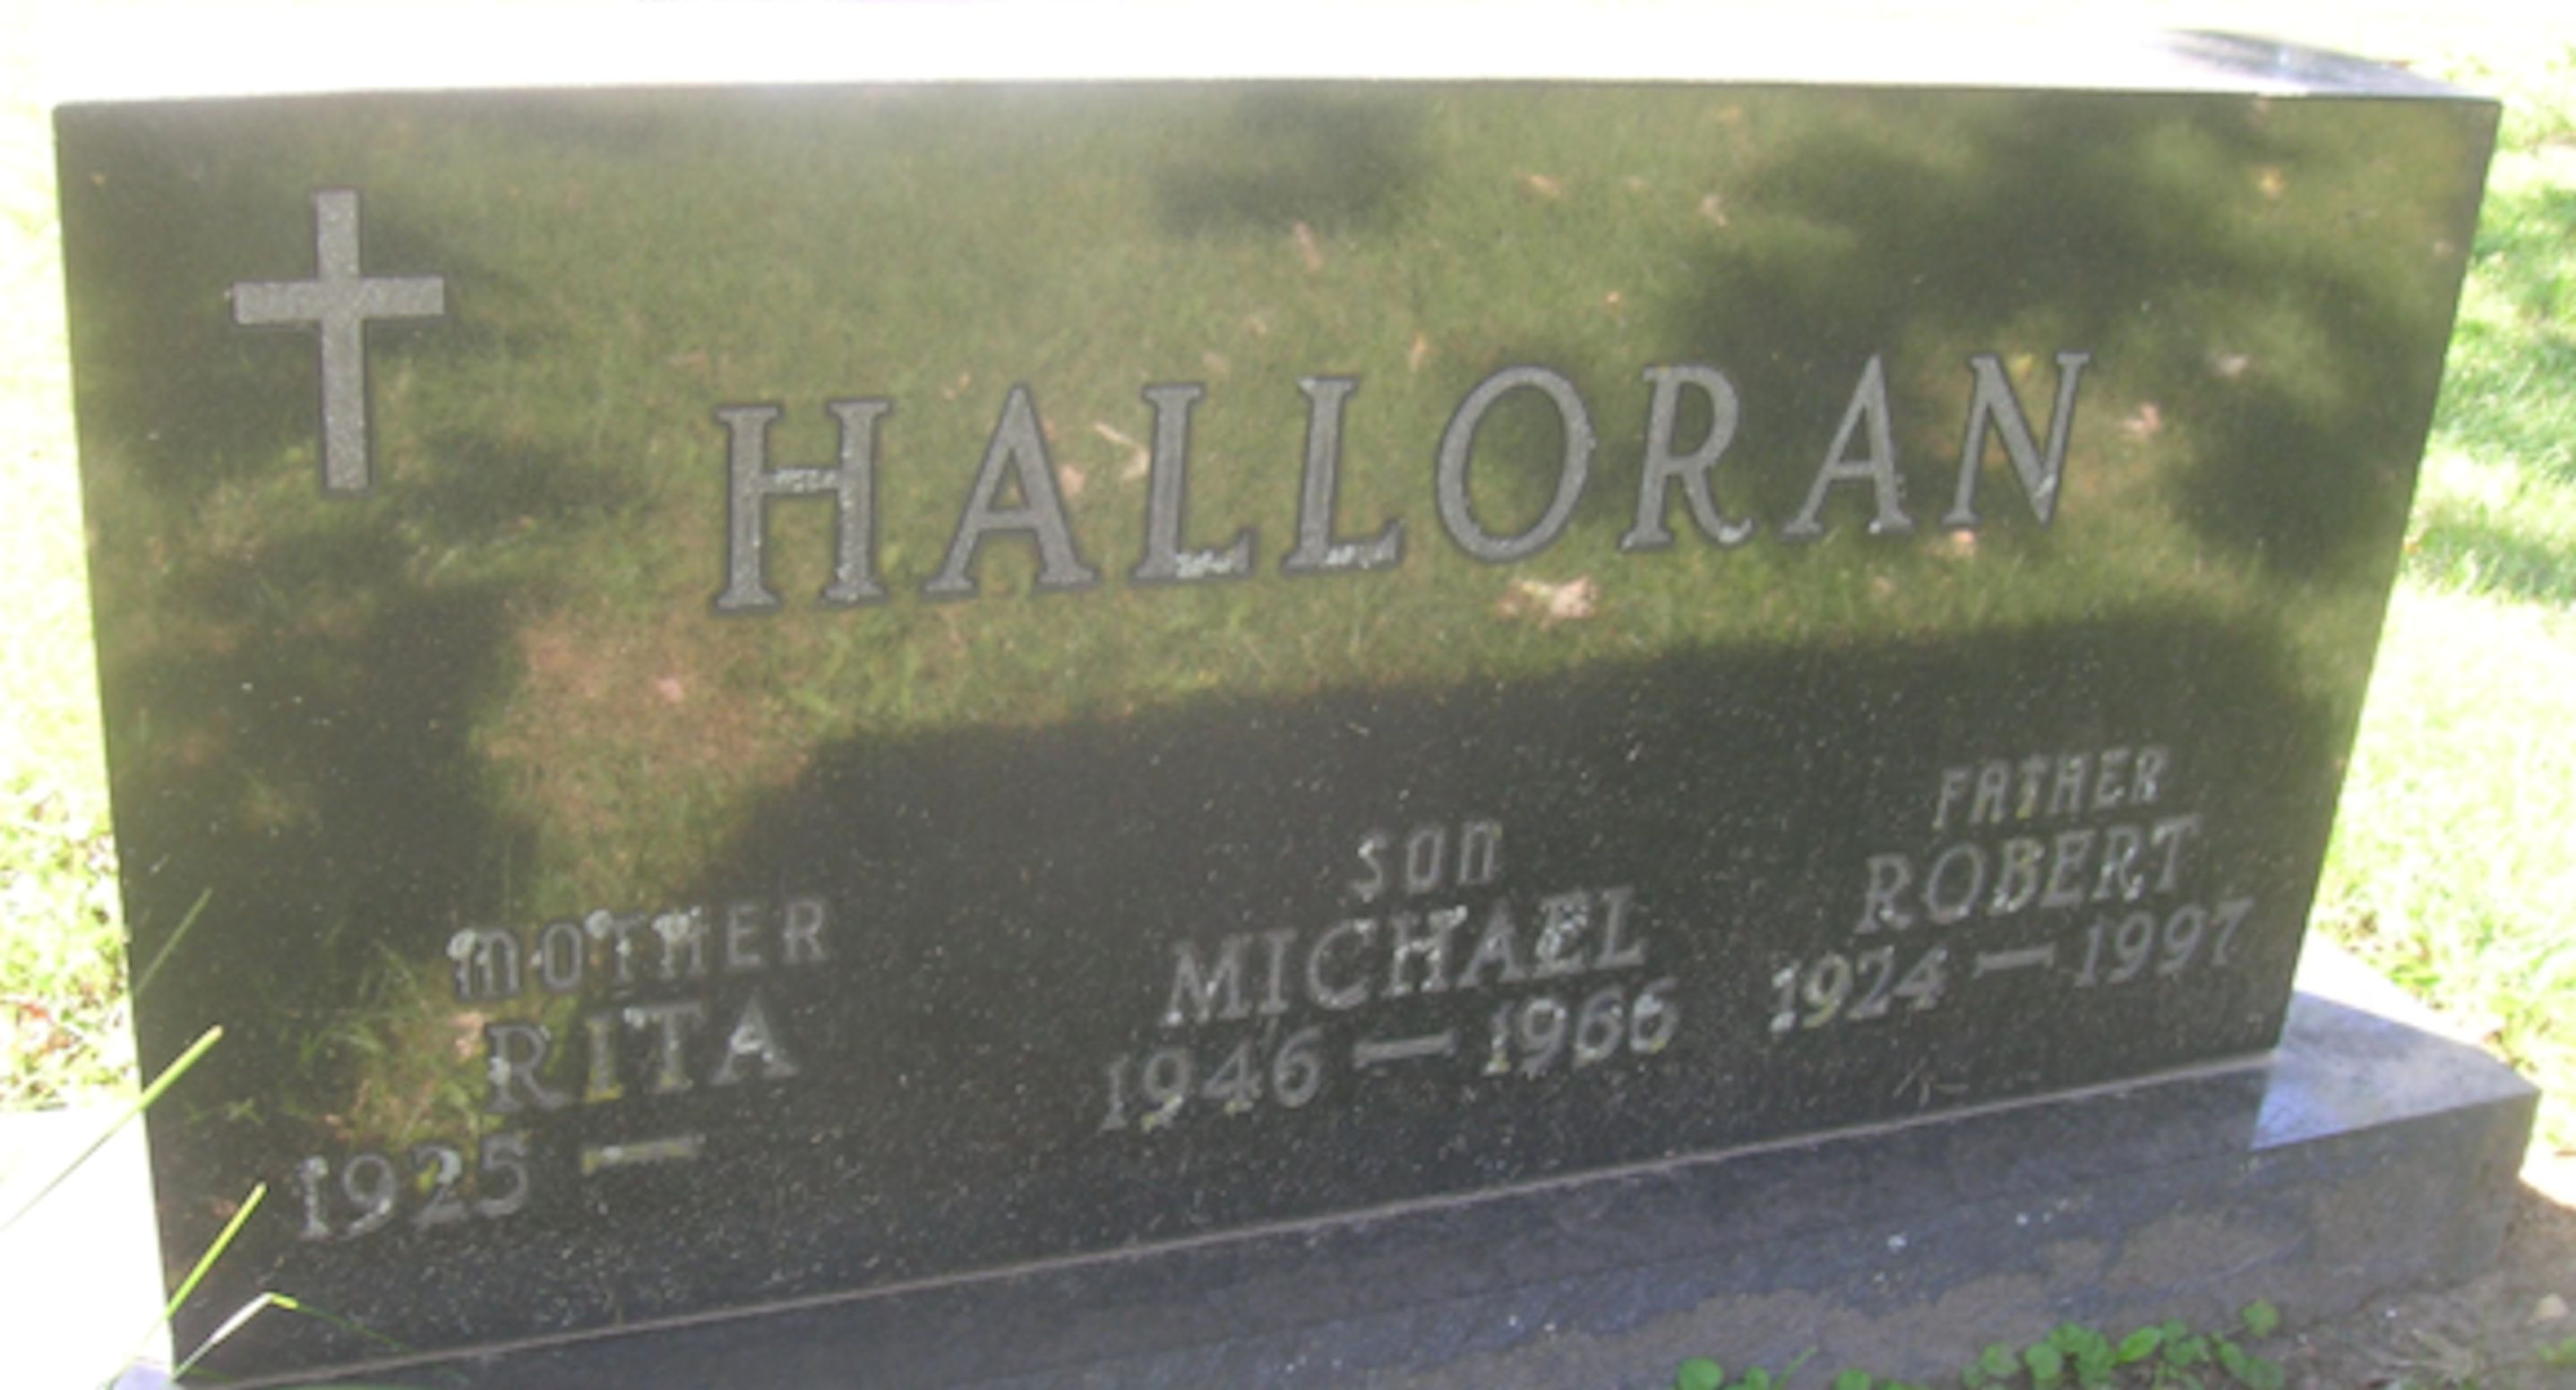 HALLORAN
MOTHER
RITA
1925 —
SON
MICHAEL
1946 — 1966
FATHER
ROBERT
1924 — 1997